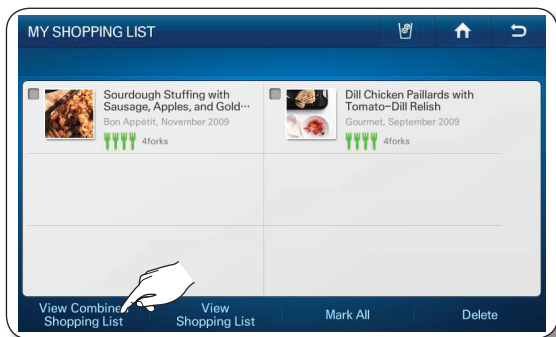 MY SHOPPING LIST
Sourdough Stuffing with
Sausage, Apples, and Gold⋯
Bon Appétit, November 2009
4forks
Dill Chicken Paillards with
Tomato-Dill Relish
Gourmet, September 2009
4forks
View Combine
Shopping List
View
Shopping List
Mark All
Delete